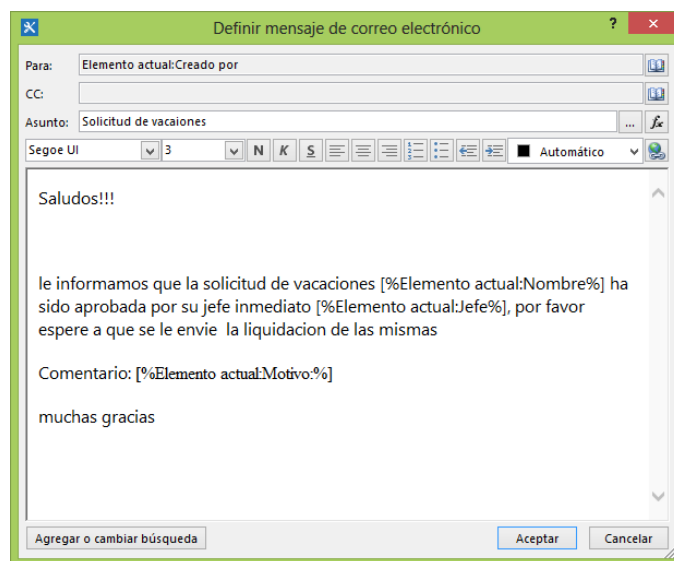 Definir mensaje de correo electrónico
?
Para: Elemento actual:Creado por
CC:
Asunto: Solicitud de vacaiones ... fx
Segoe UI 3 N K S Automático
Saludos!!!
le informamos que la solicitud de vacaciones [%Elemento actual:Nombre%] ha
sido aprobada por su jefe inmediato [%Elemento actual:Jefe%], por favor
espere a que se le envie la liquidacion de las mismas
Comentario: [%Elemento actual:Motivo:%]
muchas gracias
Agregar o cambiar búsqueda Aceptar Cancelar